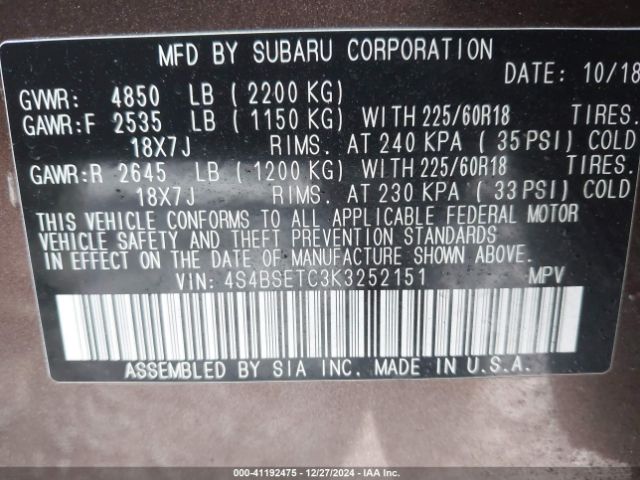 MFD BY SUBARU CORPORATION
DATE: 10/18
GVWR: 4850 LB (2200 KG)
GAWR:F 2535 LB (1150 KG) WITH 225/60R18 TIRES.
18X7J RIMS. AT 240 KPA (35 PSI) COLD
GAWR:R 2645 LB (1200 KG) WITH 225/60R18 TIRES.
18X7J RIMS. AT 230 KPA (33 PSI) COLD
THIS VEHICLE CONFORMS TO ALL APPLICABLE FEDERAL MOTOR
VEHICLE SAFETY AND THEFT PREVENTION STANDARDS
IN EFFECT ON THE DATE OF MANUFACTURE SHOWN ABOVE.
VIN: 4S4BSETC3K3252151 MPV
ASSEMBLED BY SIA INC. MADE IN U.S.A.
000-41192475 - 12/27/2024 - IAA Inc.